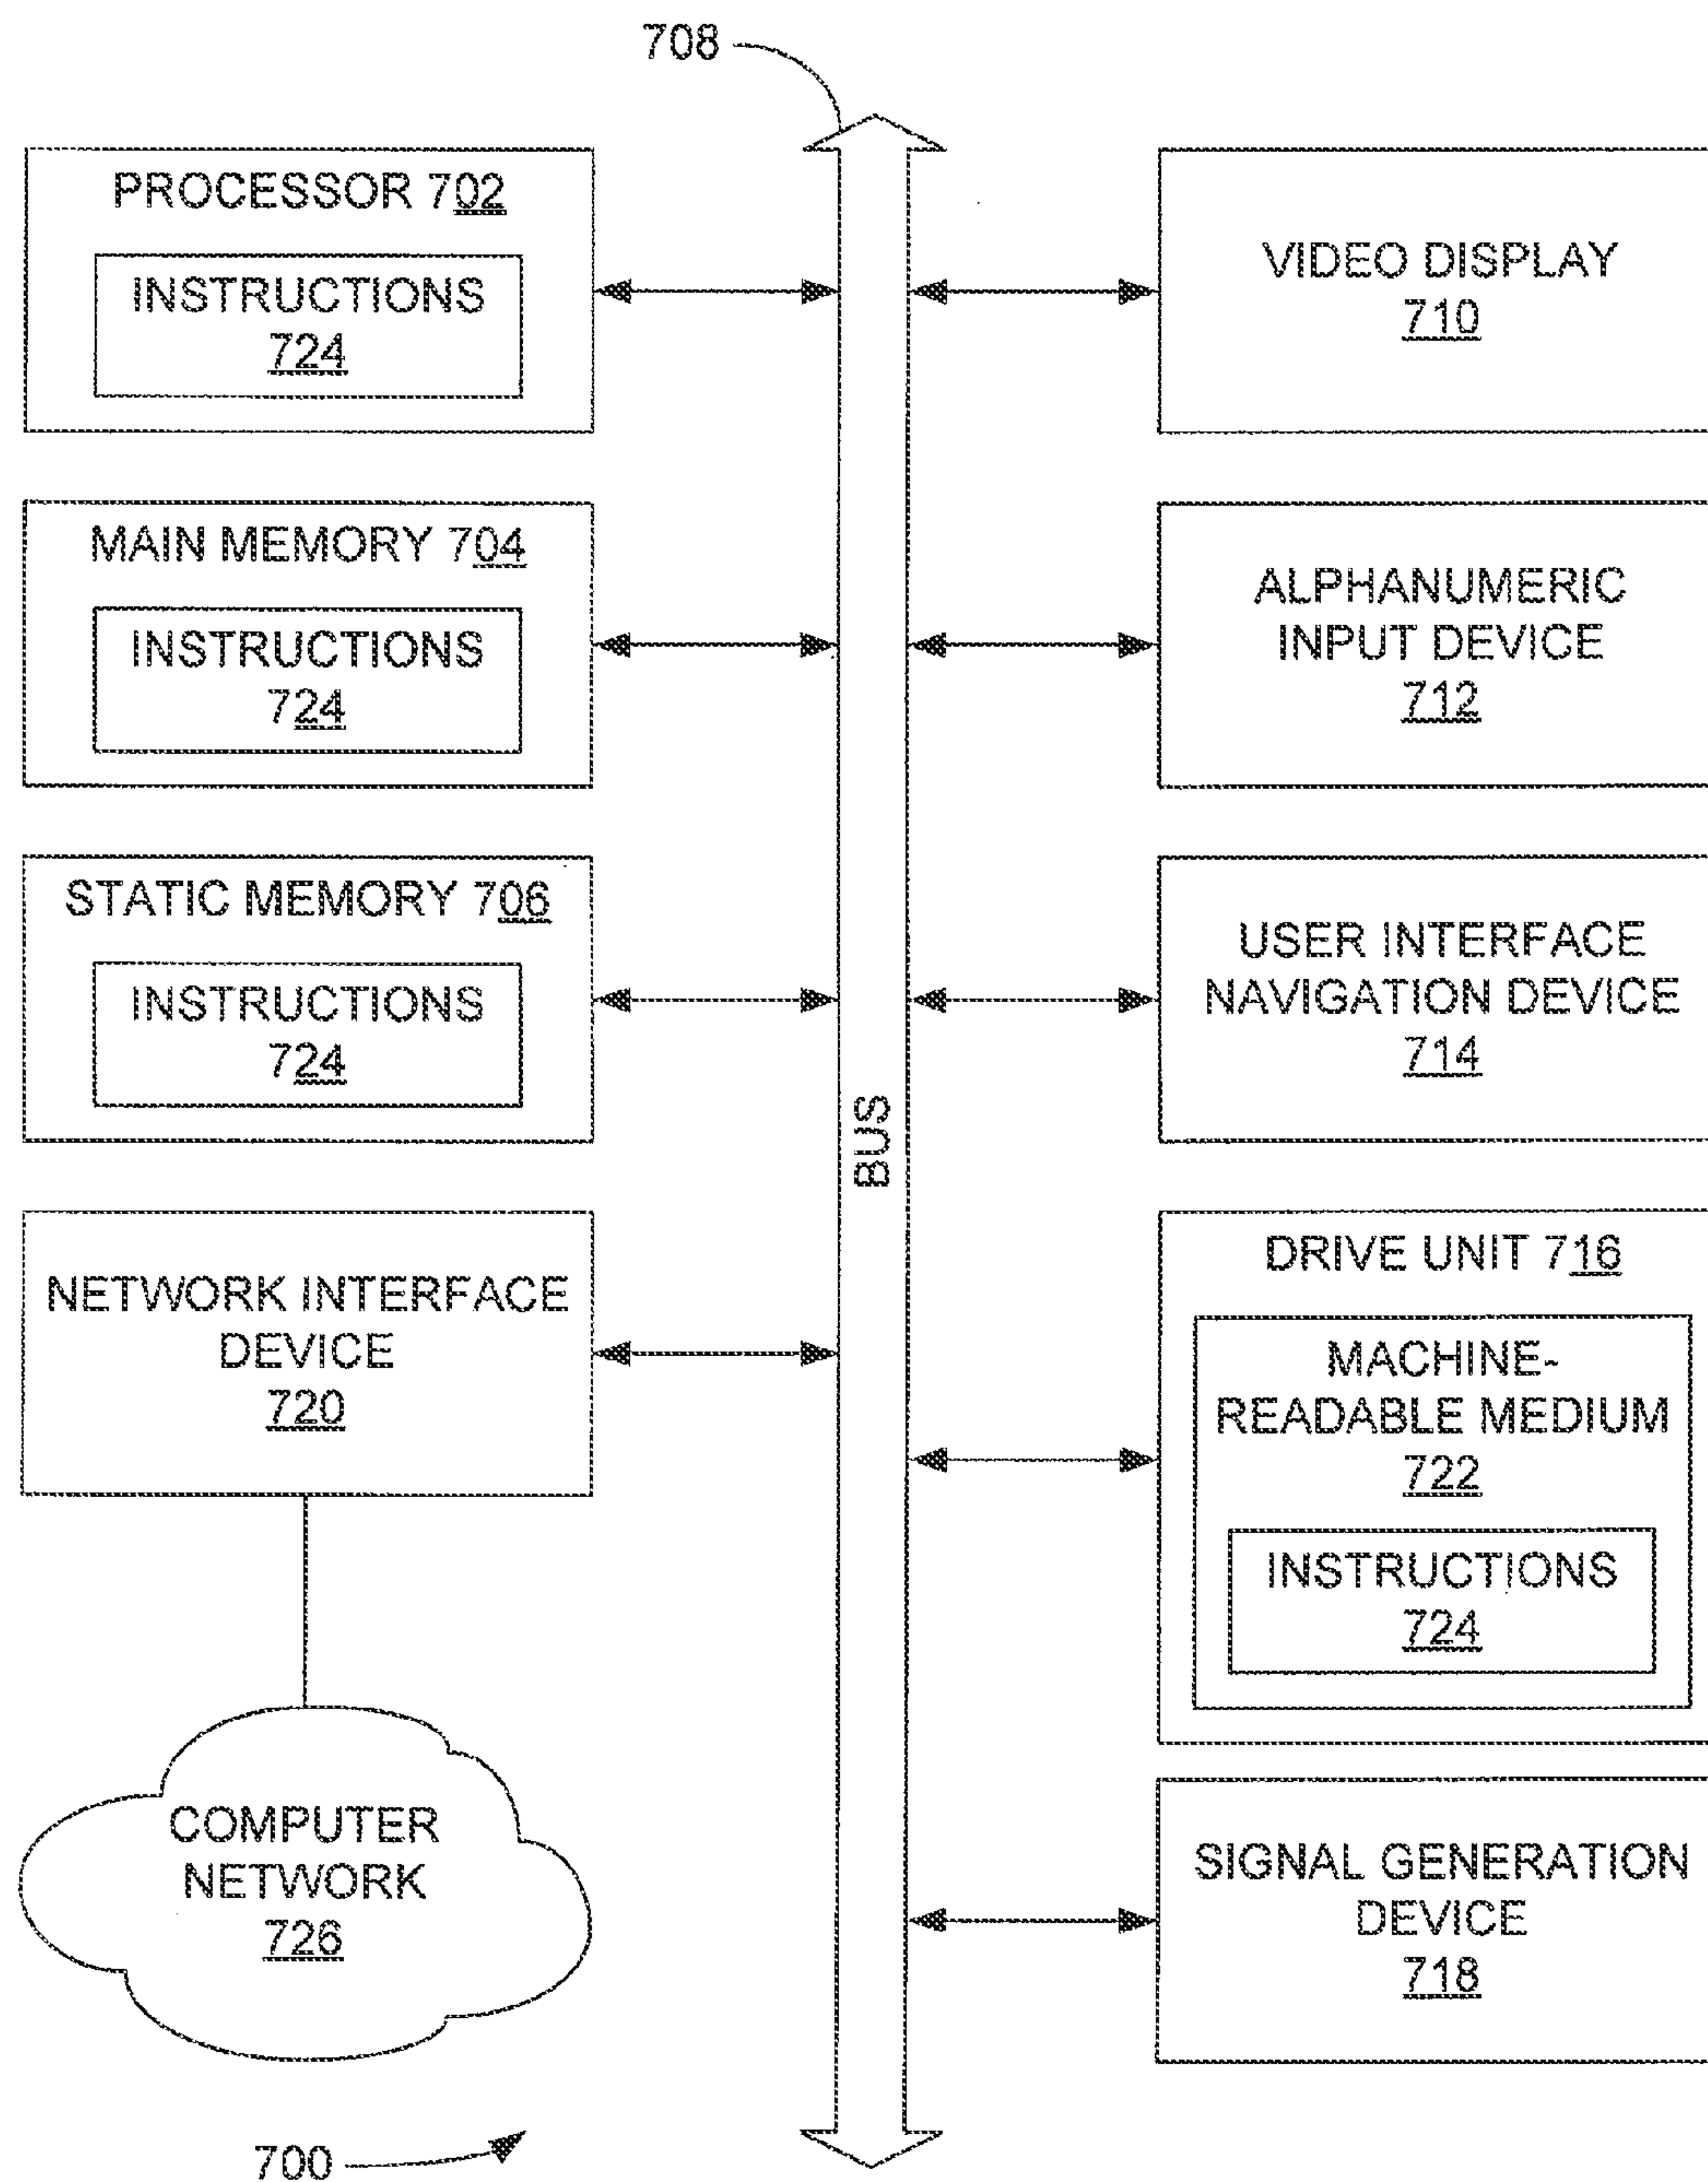 708
PROCESSOR 702
INSTRUCTIONS
724
MAIN MEMORY 704
INSTRUCTIONS
724
STATIC MEMORY 706
INSTRUCTIONS
724
NETWORK INTERFACE
DEVICE
720
COMPUTER
NETWORK
726
700
BUS
VIDEO DISPLAY
710
ALPHANUMERIC
INPUT DEVICE
712
USER INTERFACE
NAVIGATION DEVICE
714
DRIVE UNIT 716
MACHINE-
READABLE MEDIUM
722
INSTRUCTIONS
724
SIGNAL GENERATION
DEVICE
718